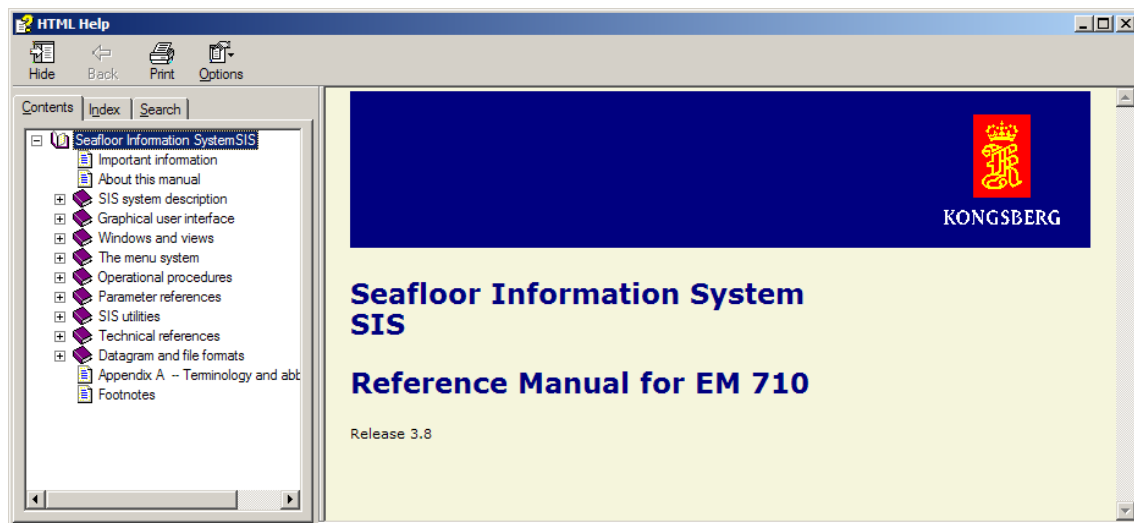 HTML Help
Hide Back Print Options
Contents Index Search
Seafloor Information SystemSIS
Important information
About this manual
SIS system description
Graphical user interface
Windows and views
The menu system
Operational procedures
Parameter references
SIS utilities
Technical references
Datagram and file formats
Appendix A -- Terminology and abb
Footnotes
KONGSBERG
Seafloor Information System
SIS
Reference Manual for EM 710
Release 3.8